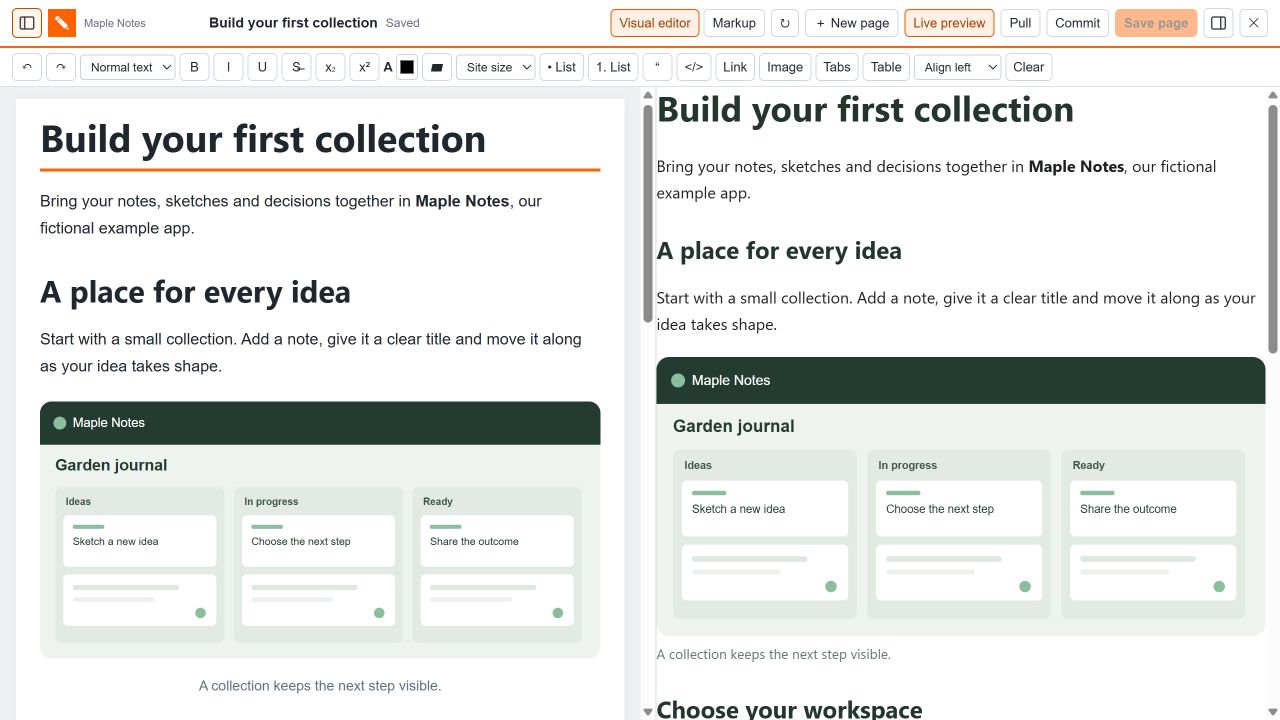 Maple Notes
Build your first collection Saved
Visual editor Markup ↻ + New page Live preview Pull Commit Save page
Normal text B I U S x₂ x² A Site size • List 1. List “ </> Link Image Tabs Table Align left Clear
Build your first collection
Bring your notes, sketches and decisions together in Maple Notes, our
fictional example app.
A place for every idea
Start with a small collection. Add a note, give it a clear title and move it along
as your idea takes shape.
Maple Notes
Garden journal
Ideas In progress Ready
Sketch a new idea Choose the next step Share the outcome
A collection keeps the next step visible.
Build your first collection
Bring your notes, sketches and decisions together in Maple Notes, our fictional
example app.
A place for every idea
Start with a small collection. Add a note, give it a clear title and move it along as your
idea takes shape.
Maple Notes
Garden journal
Ideas In progress Ready
Sketch a new idea Choose the next step Share the outcome
A collection keeps the next step visible.
Choose your workspace